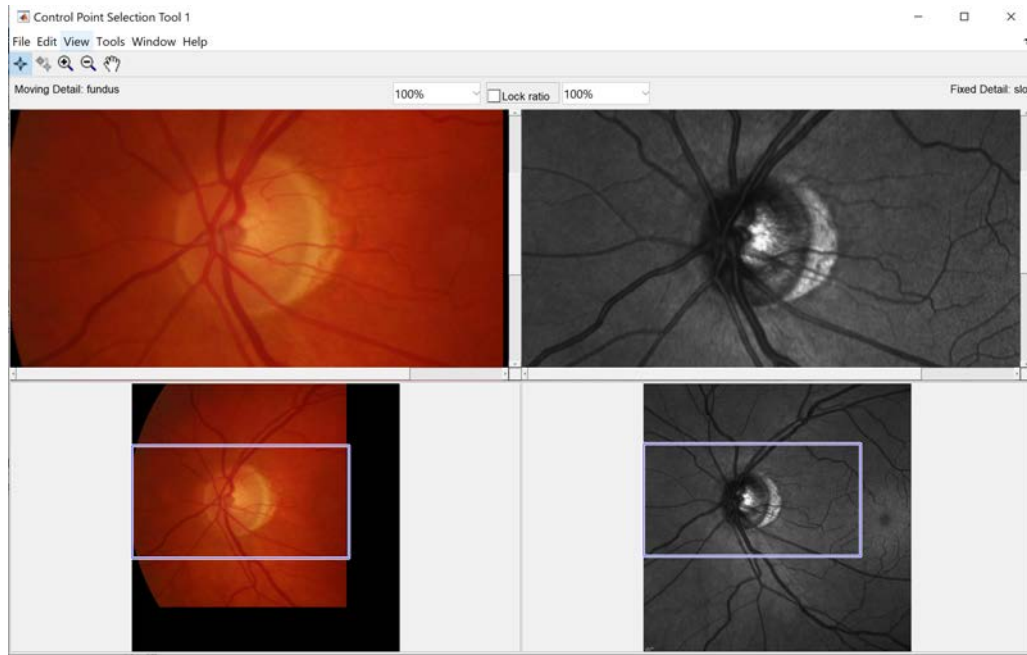 Control Point Selection Tool 1
File Edit View Tools Window Help
Moving Detail: fundus
100%
Lock ratio
100%
Fixed Detail: slo